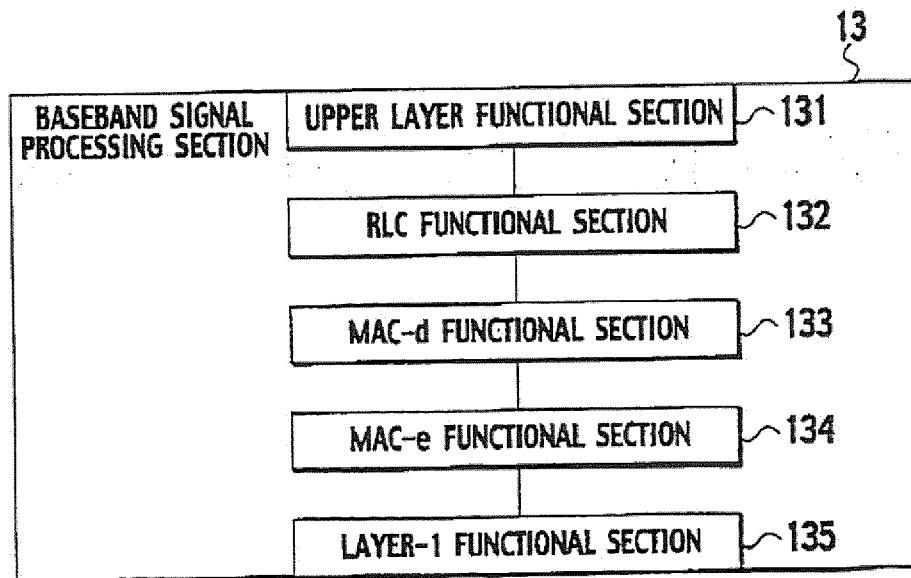 13
BASEBAND SIGNAL
PROCESSING SECTION
UPPER LAYER FUNCTIONAL SECTION
131
RLC FUNCTIONAL SECTION
132
MAC-d FUNCTIONAL SECTION
133
MAC-e FUNCTIONAL SECTION
134
LAYER-1 FUNCTIONAL SECTION
135